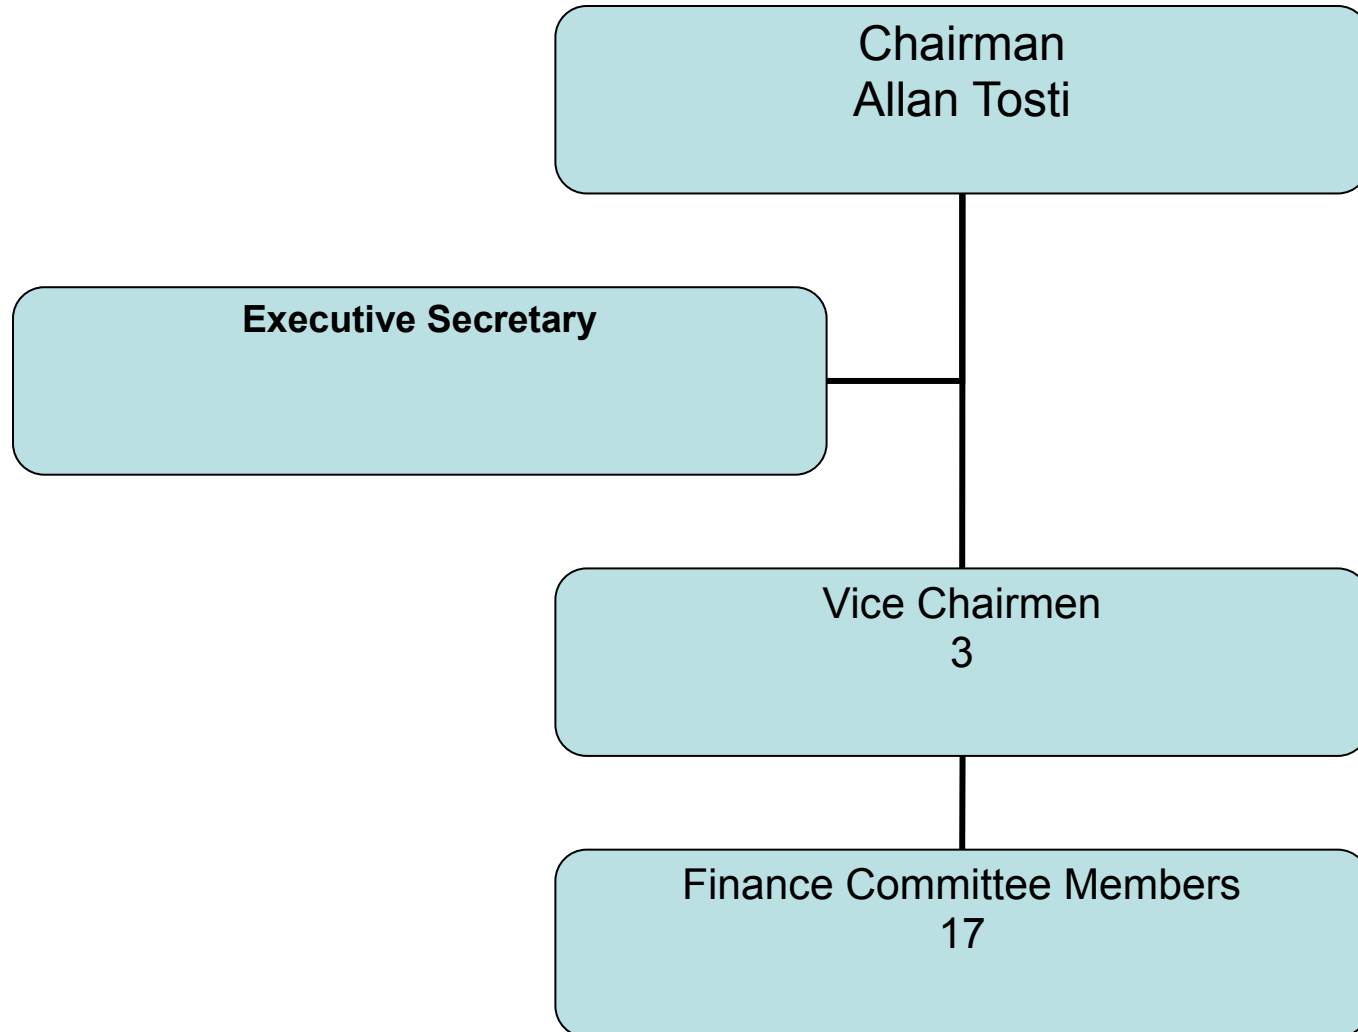 Chairman
Allan Tosti
Executive Secretary
Vice Chairmen
3
Finance Committee Members
17